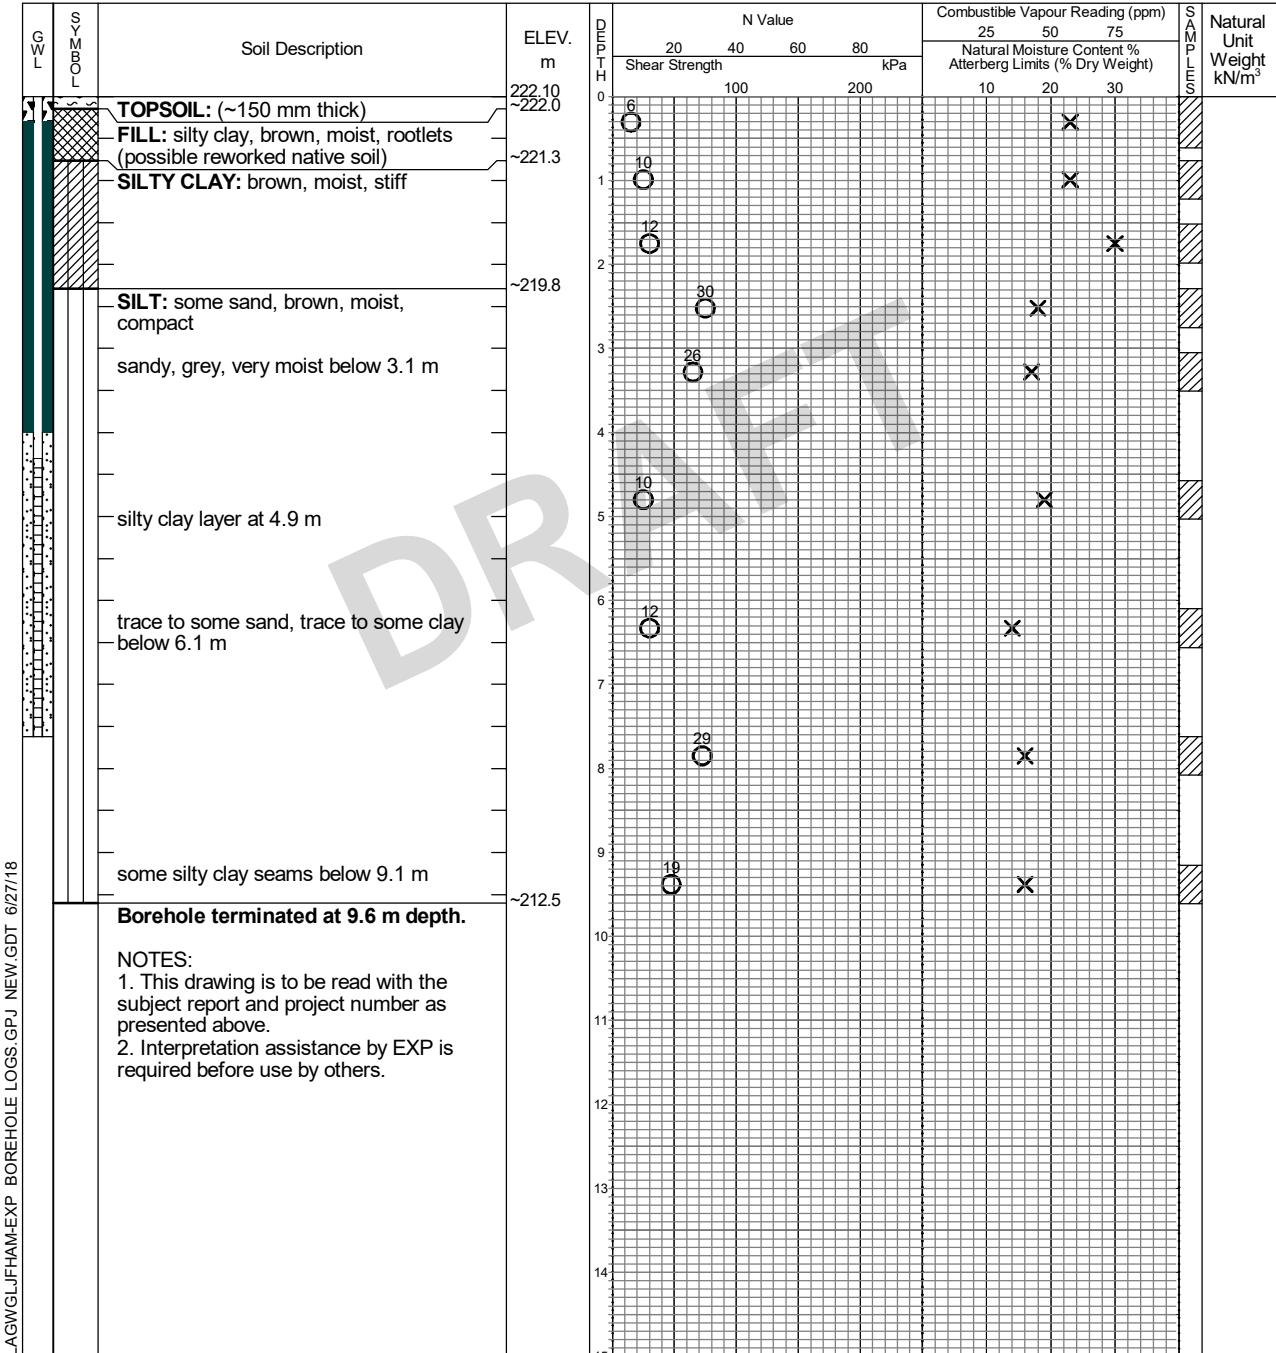 GWL
SYMBOL
Soil Description
ELEV.
m
DEPTH
N Value
20 40 60 80
Shear Strength kPa
100 200
Combustible Vapour Reading (ppm)
25 50 75
Natural Moisture Content %
Atterberg Limits (% Dry Weight)
10 20 30
SAMPLES
Natural
Unit
Weight
kN/m³
222.10
0
TOPSOIL: (~150 mm thick)
~222.0
6
FILL: silty clay, brown, moist, rootlets
(possible reworked native soil)
~221.3
10
SILTY CLAY: brown, moist, stiff
1
12
2
~219.8
SILT: some sand, brown, moist,
compact
30
3
sandy, grey, very moist below 3.1 m
26
4
10
silty clay layer at 4.9 m
5
6
trace to some sand, trace to some clay
below 6.1 m
12
7
29
8
9
some silty clay seams below 9.1 m
19
~212.5
Borehole terminated at 9.6 m depth.
10
NOTES:
1. This drawing is to be read with the
subject report and project number as
presented above.
2. Interpretation assistance by EXP is
required before use by others.
11
12
13
14
DRAFT
LAGWGLJFHAM-EXP BOREHOLE LOGS.GPJ NEW.GDT 6/27/18